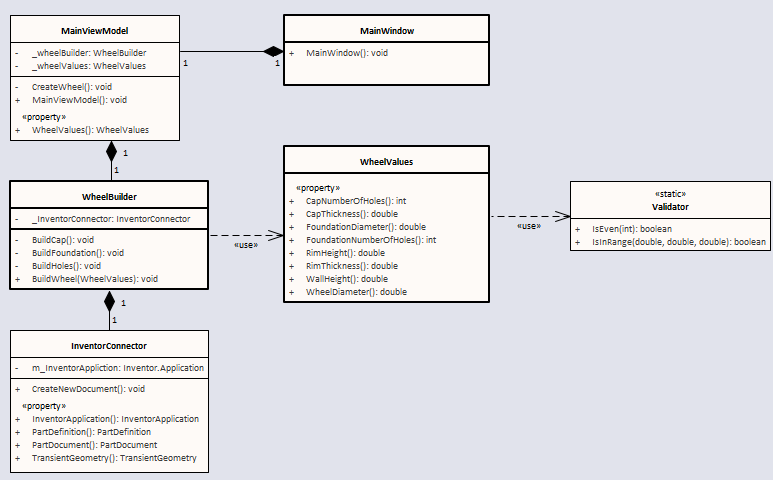 MainViewModel
- _wheelBuilder: WheelBuilder
- _wheelValues: WheelValues
- CreateWheel(): void
+ MainViewModel(): void
«property»
+ WheelValues(): WheelValues
1
1
MainWindow
+ MainWindow(): void
1
1
WheelBuilder
- _InventorConnector: InventorConnector
- BuildCap(): void
- BuildFoundation(): void
- BuildHoles(): void
+ BuildWheel(WheelValues): void
«use»
WheelValues
«property»
+ CapNumberOfHoles(): int
+ CapThickness(): double
+ FoundationDiameter(): double
+ FoundationNumberOfHoles(): int
+ RimHeight(): double
+ RimThickness(): double
+ WallHeight(): double
+ WheelDiameter(): double
«use»
«static»
Validator
+ IsEven(int): boolean
+ IsInRange(double, double, double): boolean
1
1
InventorConnector
- m_InventorAppliction: Inventor.Application
+ CreateNewDocument(): void
«property»
+ InventorApplication(): InventorApplication
+ PartDefinition(): PartDefinition
+ PartDocument(): PartDocument
+ TransientGeometry(): TransientGeometry